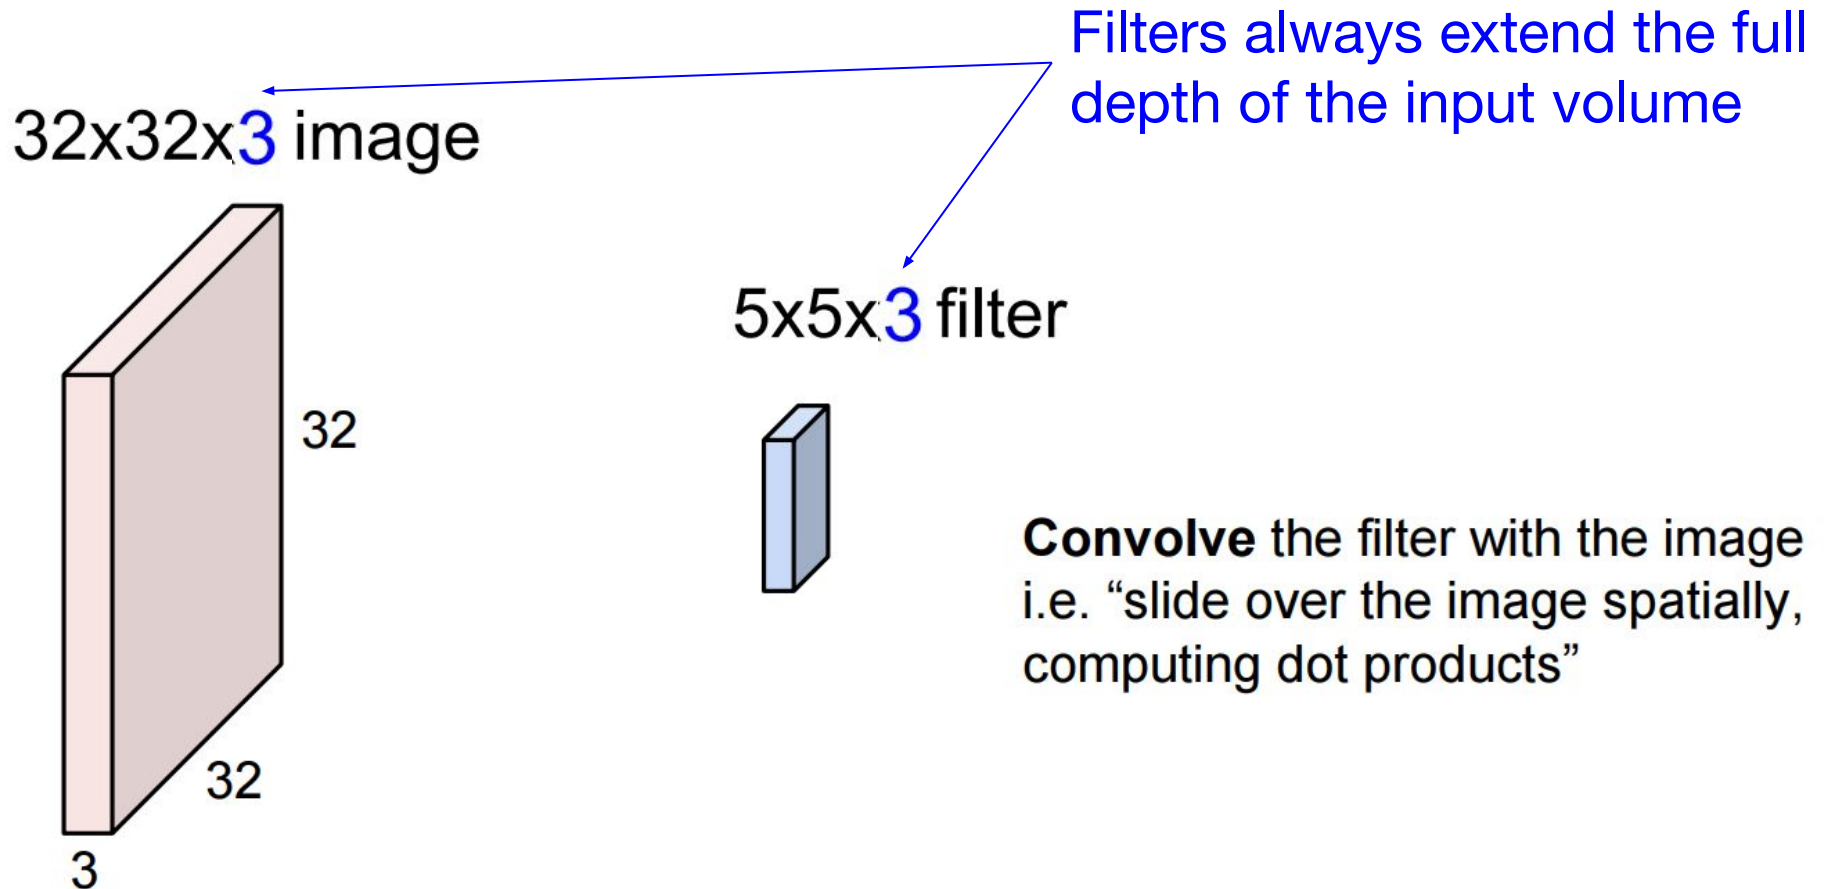 Filters always extend the full
depth of the input volume
32x32x3 image
5x5x3 filter
32
32
3
Convolve the filter with the image
i.e. “slide over the image spatially,
computing dot products”